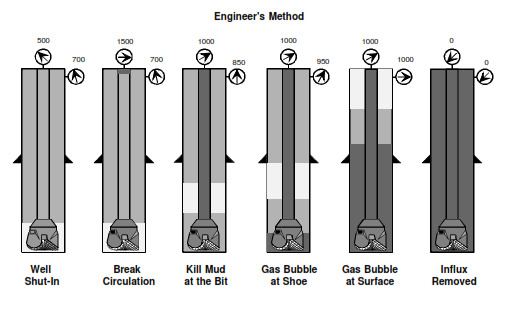 Engineer's Method
500
700
1500
700
1000
850
1000
950
1000
1000
0
0
Well
Shut-In
Break
Circulation
Kill Mud
at the Bit
Gas Bubble
at Shoe
Gas Bubble
at Surface
Influx
Removed